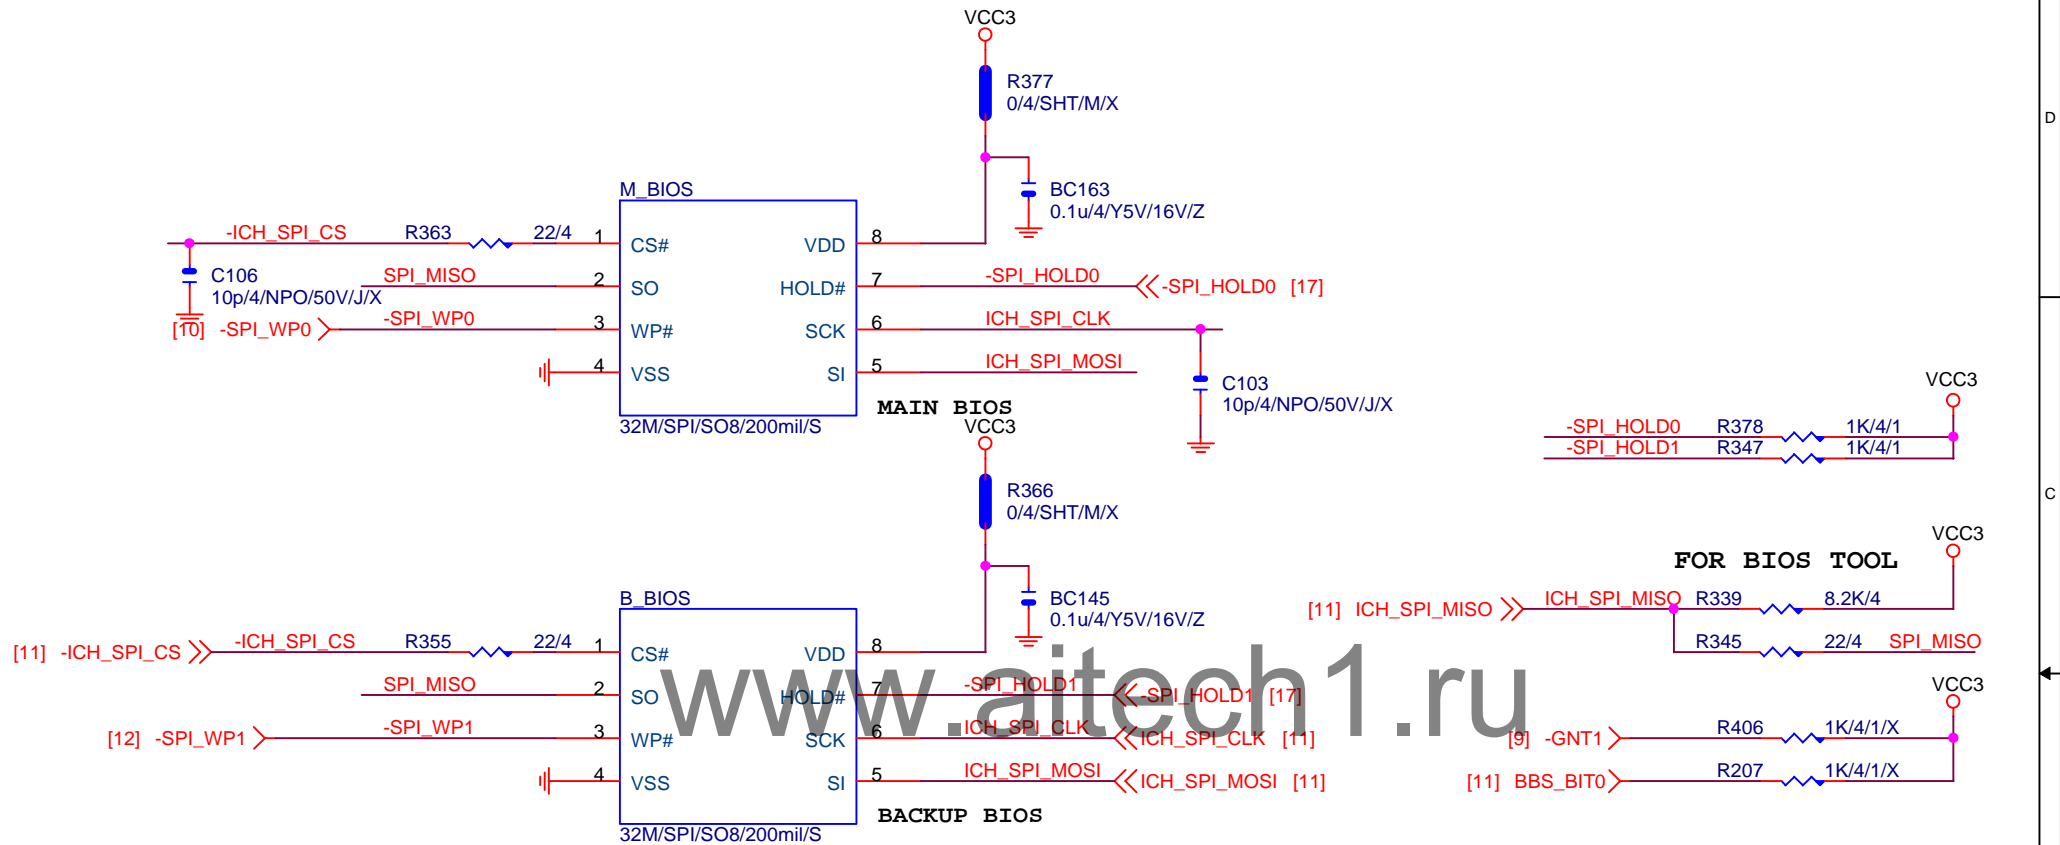 VCC3
R377
0/4/SHT/M/X
D
BC163
0.1u/4/Y5V/16V/Z
M_BIOS
-ICH_SPI_CS R363 22/4 1 CS# VDD 8
C106
10p/4/NPO/50V/J/X
SPI_MISO 2 SO HOLD# 7 -SPI_HOLD0 -SPI_HOLD0 [17]
[10] -SPI_WP0 -SPI_WP0 3 WP# SCK 6 ICH_SPI_CLK
4 VSS SI 5 ICH_SPI_MOSI
C103
10p/4/NPO/50V/J/X
MAIN BIOS
32M/SPI/SO8/200mil/S
VCC3
VCC3
-SPI_HOLD0 R378 1K/4/1
-SPI_HOLD1 R347 1K/4/1
R366
0/4/SHT/M/X
C
VCC3
FOR BIOS TOOL
[11] ICH_SPI_MISO ICH_SPI_MISO R339 8.2K/4
R345 22/4 SPI_MISO
BC145
0.1u/4/Y5V/16V/Z
B_BIOS
[11] -ICH_SPI_CS -ICH_SPI_CS R355 22/4 1 CS# VDD 8
SPI_MISO 2 SO HOLD# 7 -SPI_HOLD1 -SPI_HOLD1 [17]
[12] -SPI_WP1 -SPI_WP1 3 WP# SCK 6 ICH_SPI_CLK ICH_SPI_CLK [11]
4 VSS SI 5 ICH_SPI_MOSI ICH_SPI_MOSI [11]
BACKUP BIOS
32M/SPI/SO8/200mil/S
VCC3
[9] -GNT1 R406 1K/4/1/X
[11] BBS_BIT0 R207 1K/4/1/X
www.aitech1.ru